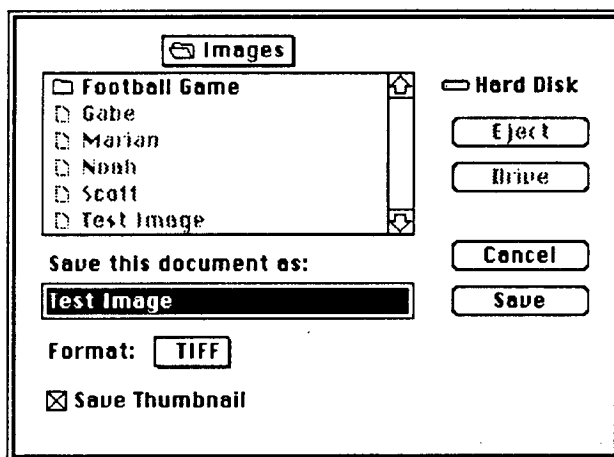 Images
Football Game
Gabe
Marian
Noah
Scott
Test Image
Hard Disk
Eject
Drive
Cancel
Save
Save this document as:
Test Image
Format: TIFF
Save Thumbnail